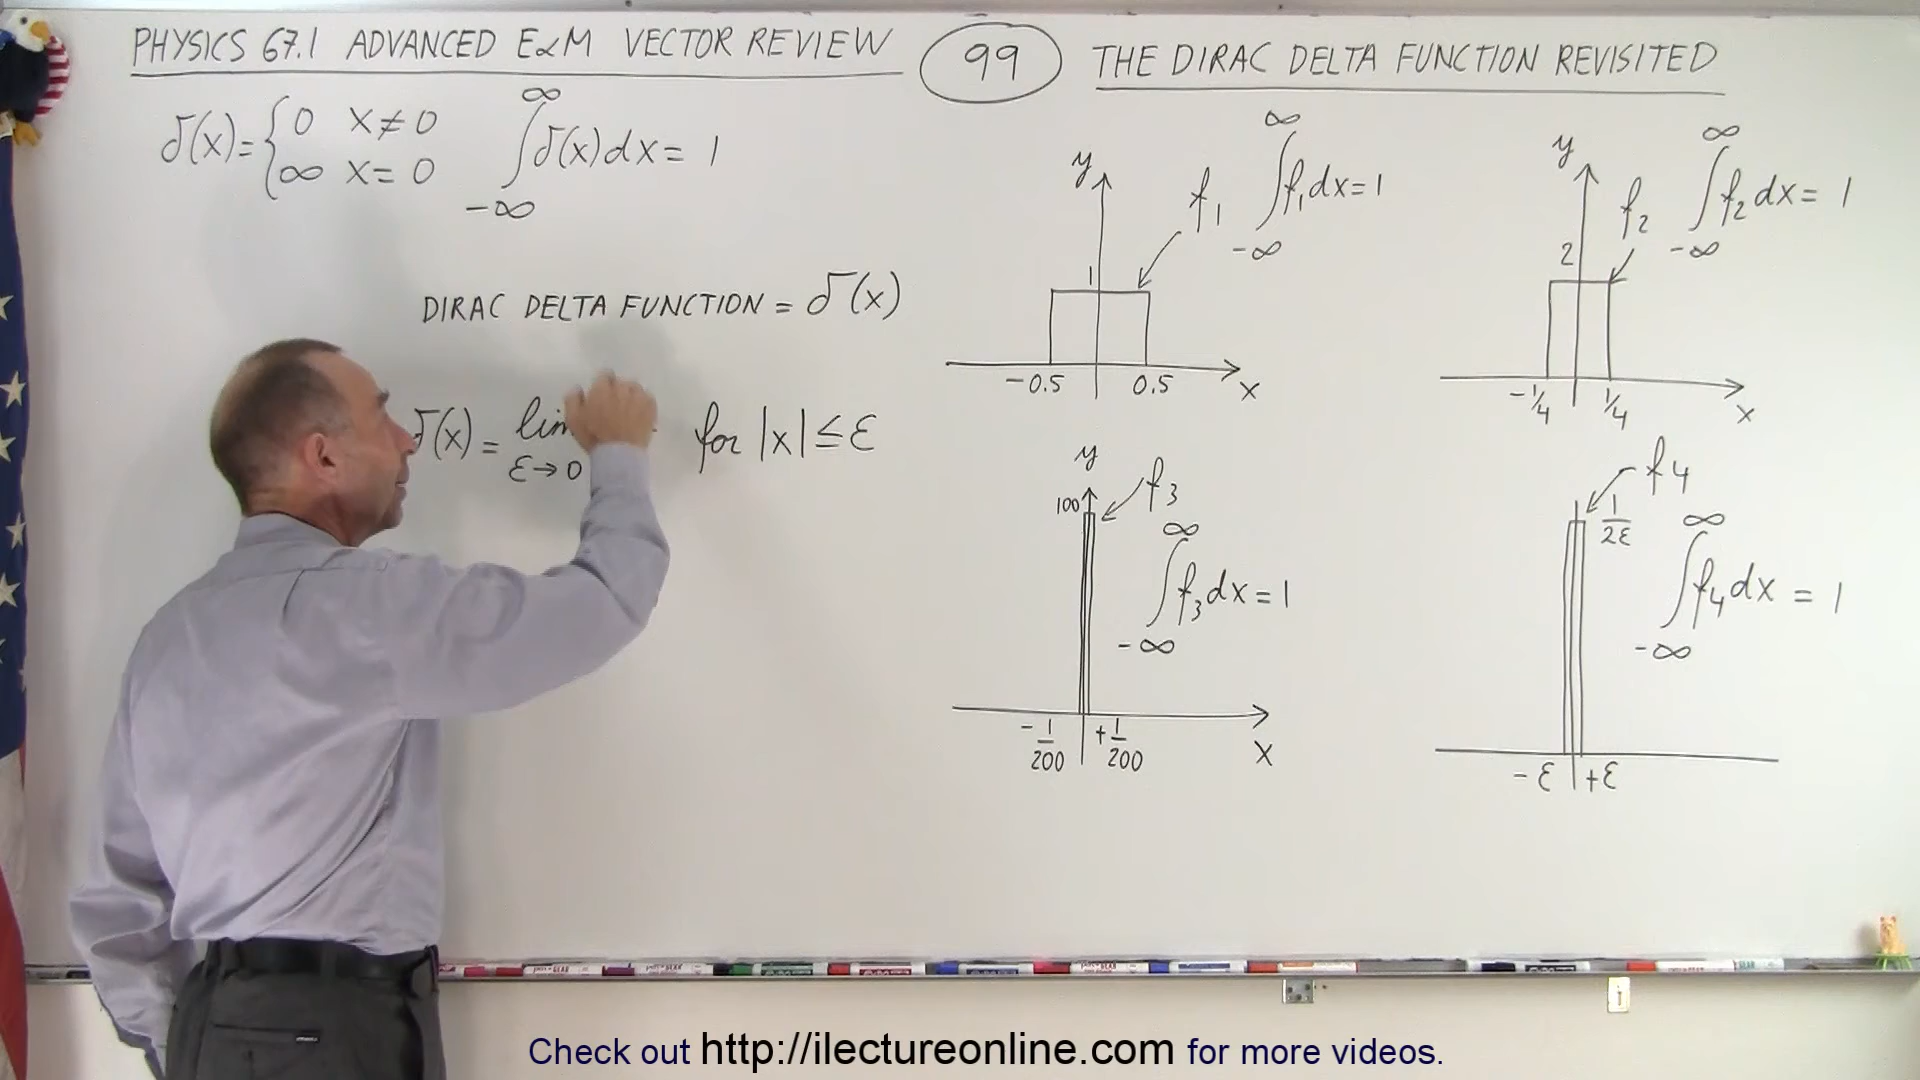 PHYSICS 67.1 ADVANCED E&M VECTOR REVIEW
99
THE DIRAC DELTA FUNCTION REVISITED
δ(x) = { 0 x ≠ 0
∞ x = 0
∫_{-∞}^{∞} δ(x) dx = 1
DIRAC DELTA FUNCTION = δ(x)
δ(x) = lim ε→0 for |x| ≤ ε
y
f₁
∫_{-∞}^{∞} f₁ dx = 1
1
-0.5 0.5 x
y
f₂
∫_{-∞}^{∞} f₂ dx = 1
2
-1/4 1/4 x
y
100
f₃
∫_{-∞}^{∞} f₃ dx = 1
-1/200 +1/200 x
f₄
1/2ε
∫_{-∞}^{∞} f₄ dx = 1
-ε +ε
Check out http://ilectureonline.com for more videos.